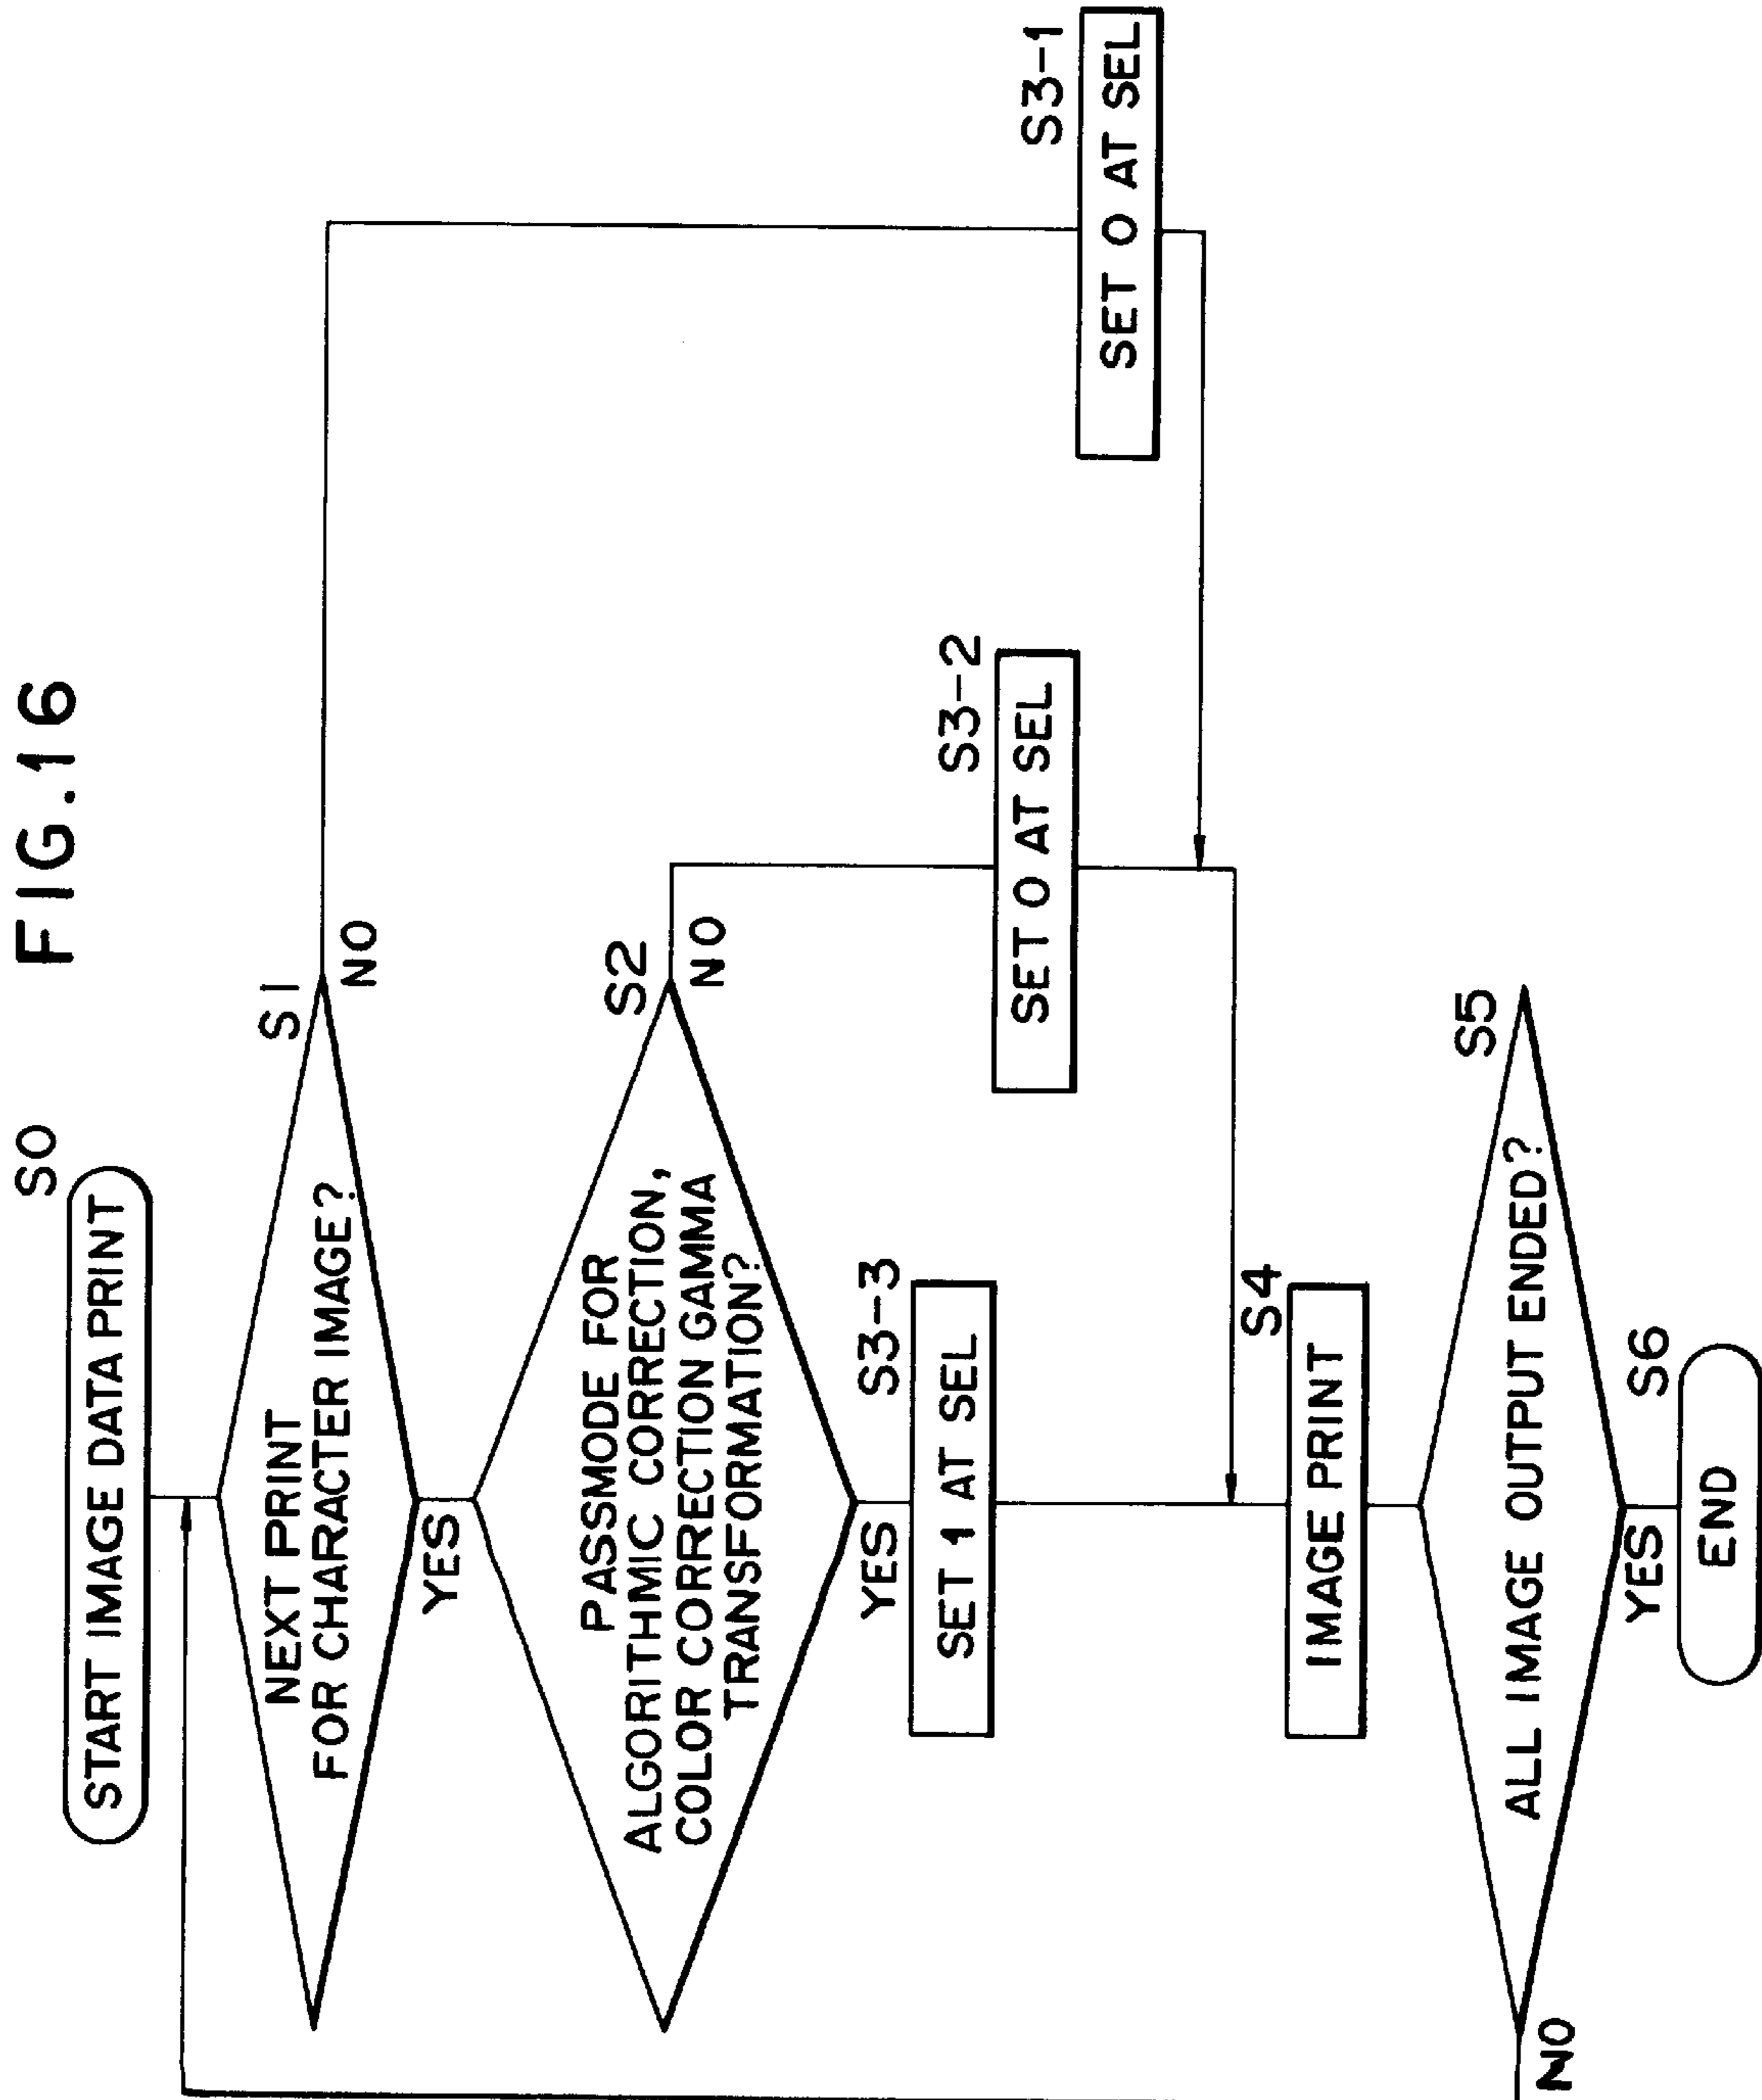 FIG.16
START IMAGE DATA PRINT
S0
NEXT PRINT
FOR CHARACTER IMAGE?
S1
NO
YES
PASSMODE FOR
ALGORITHMIC CORRECTION,
COLOR CORRECTION GAMMA
TRANSFORMATION?
S2
NO
YES
S3-3
SET 1 AT SEL
S3-2
SET 0 AT SEL
S3-1
SET 0 AT SEL
S4
IMAGE PRINT
ALL IMAGE OUTPUT ENDED?
S5
NO
YES
S6
END